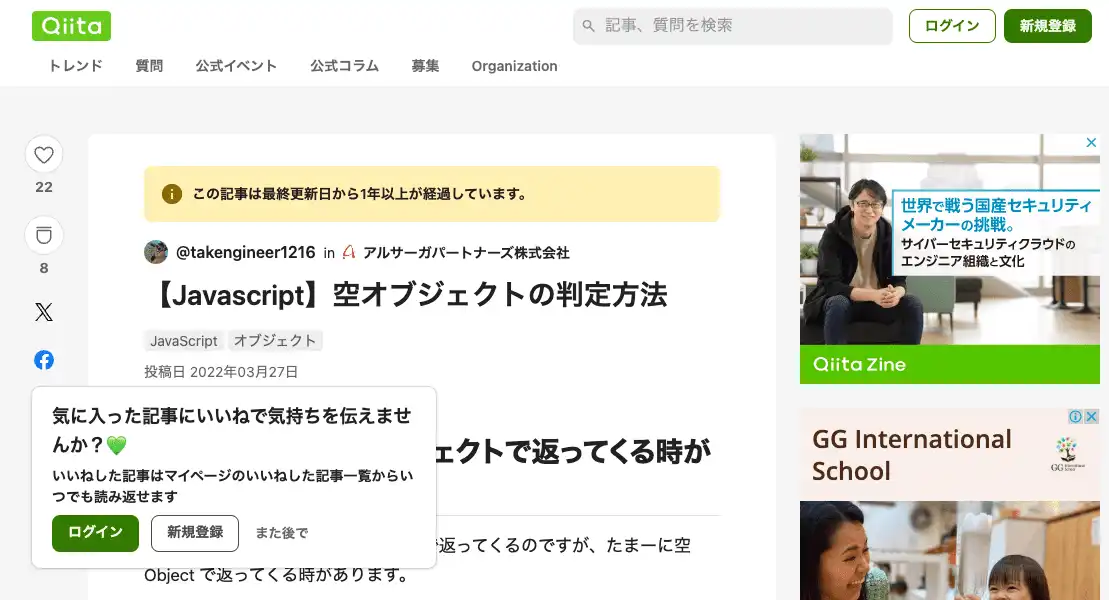 Qiita
記事、質問を検索
ログイン
新規登録
トレンド
質問
公式イベント
公式コラム
募集
Organization
22
8
この記事は最終更新日から1年以上が経過しています。
@takengineer1216 in アルサーガパートナーズ株式会社
【Javascript】空オブジェクトの判定方法
JavaScript オブジェクト
投稿日 2022年03月27日
気に入った記事にいいねで気持ちを伝えませ
んか？💚
いいねした記事はマイページのいいねした記事一覧からい
つでも読み返せます
ログイン
新規登録
また後で
ェクトで返ってくる時が
で返ってくるのですが、たまーに空
Object で返ってくる時があります。
世界で戦う国産セキュリティ
メーカーの挑戦。
サイバーセキュリティクラウドの
エンジニア組織と文化
Qiita Zine
GG International
School
GG International